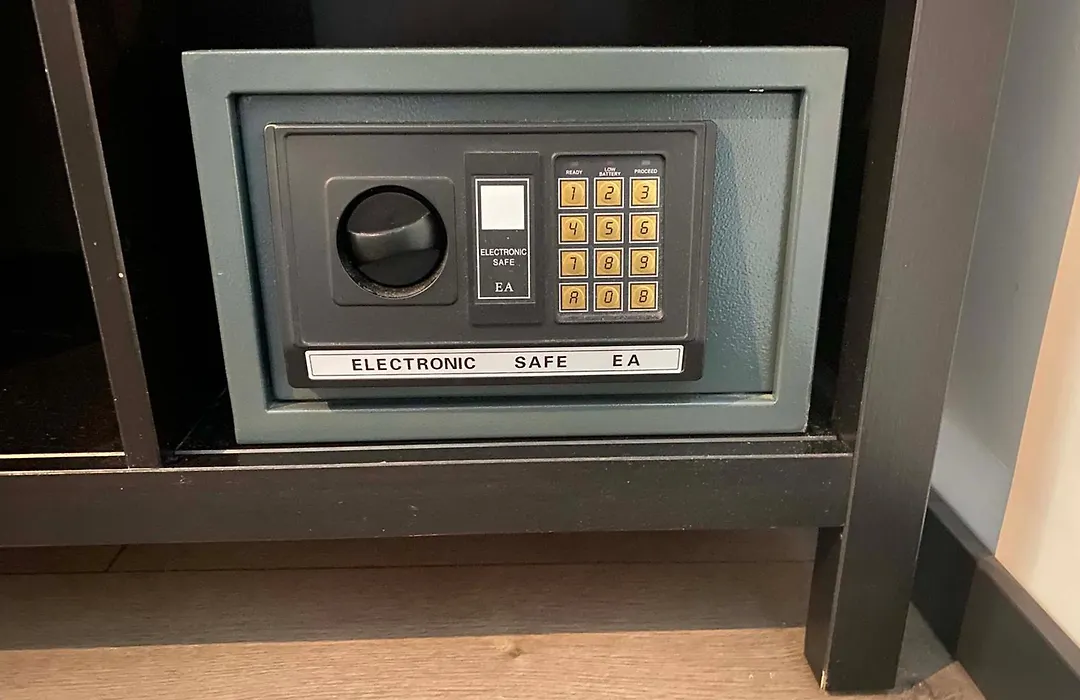 READY LOW BATTERY PROCEED
1 2 3
4 5 6
7 8 9
A 0 B
ELECTRONIC
SAFE
EA
ELECTRONIC SAFE EA